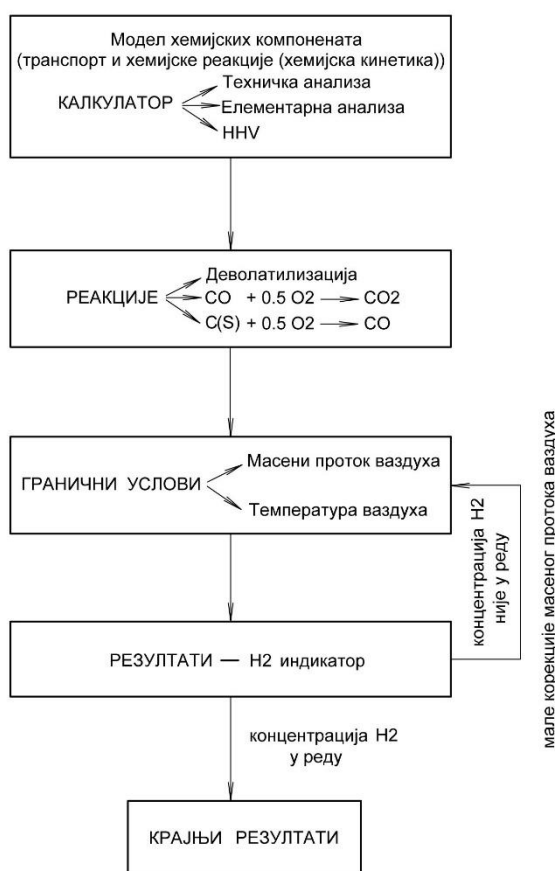 Модел хемијских компонената
(транспорт и хемијске реакције (хемијска кинетика))
Техничка анализа
КАЛКУЛАТОР
Елементарна анализа
HHV
Деволатилизација
РЕАКЦИЈЕ
CO + 0.5 O2 → CO2
C(S) + 0.5 O2 → CO
Масени проток ваздуха
ГРАНИЧНИ УСЛОВИ
Температура ваздуха
концентрација H2
није у реду
мале корекције масеног протока ваздуха
РЕЗУЛТАТИ — H2 индикатор
концентрација H2
у реду
КРАЈЊИ РЕЗУЛТАТИ